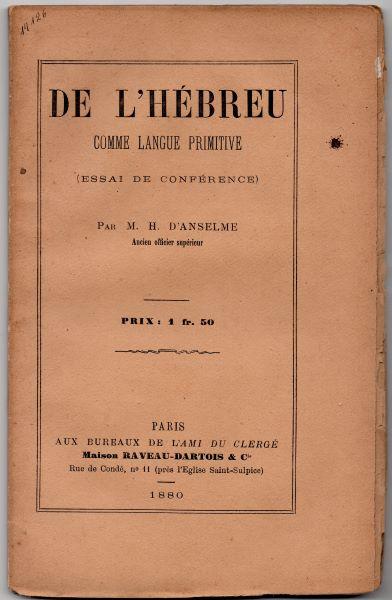 19126
DE L'HÉBREU
COMME LANGUE PRIMITIVE
(ESSAI DE CONFÉRENCE)
PAR M. H. D'ANSELME
Ancien officier supérieur
PRIX : 1 fr. 50
PARIS
AUX BUREAUX DE L'AMI DU CLERGÉ
Maison RAVEAU-DARTOIS & Cie
Rue de Condé, nº 11 (près l'Eglise Saint-Sulpice)
1880